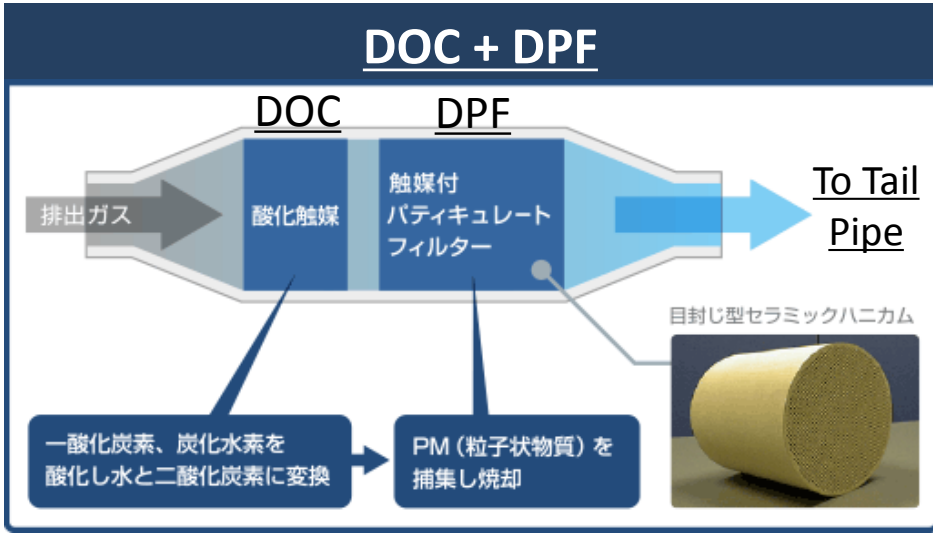 DOC + DPF
DOC
DPF
排出ガス
酸化触媒
触媒付
パティキュレート
フィルター
To Tail
Pipe
目封じ型セラミックハニカム
一酸化炭素、炭化水素を
酸化し水と二酸化炭素に変換
PM（粒子状物質）を
捕集し焼却